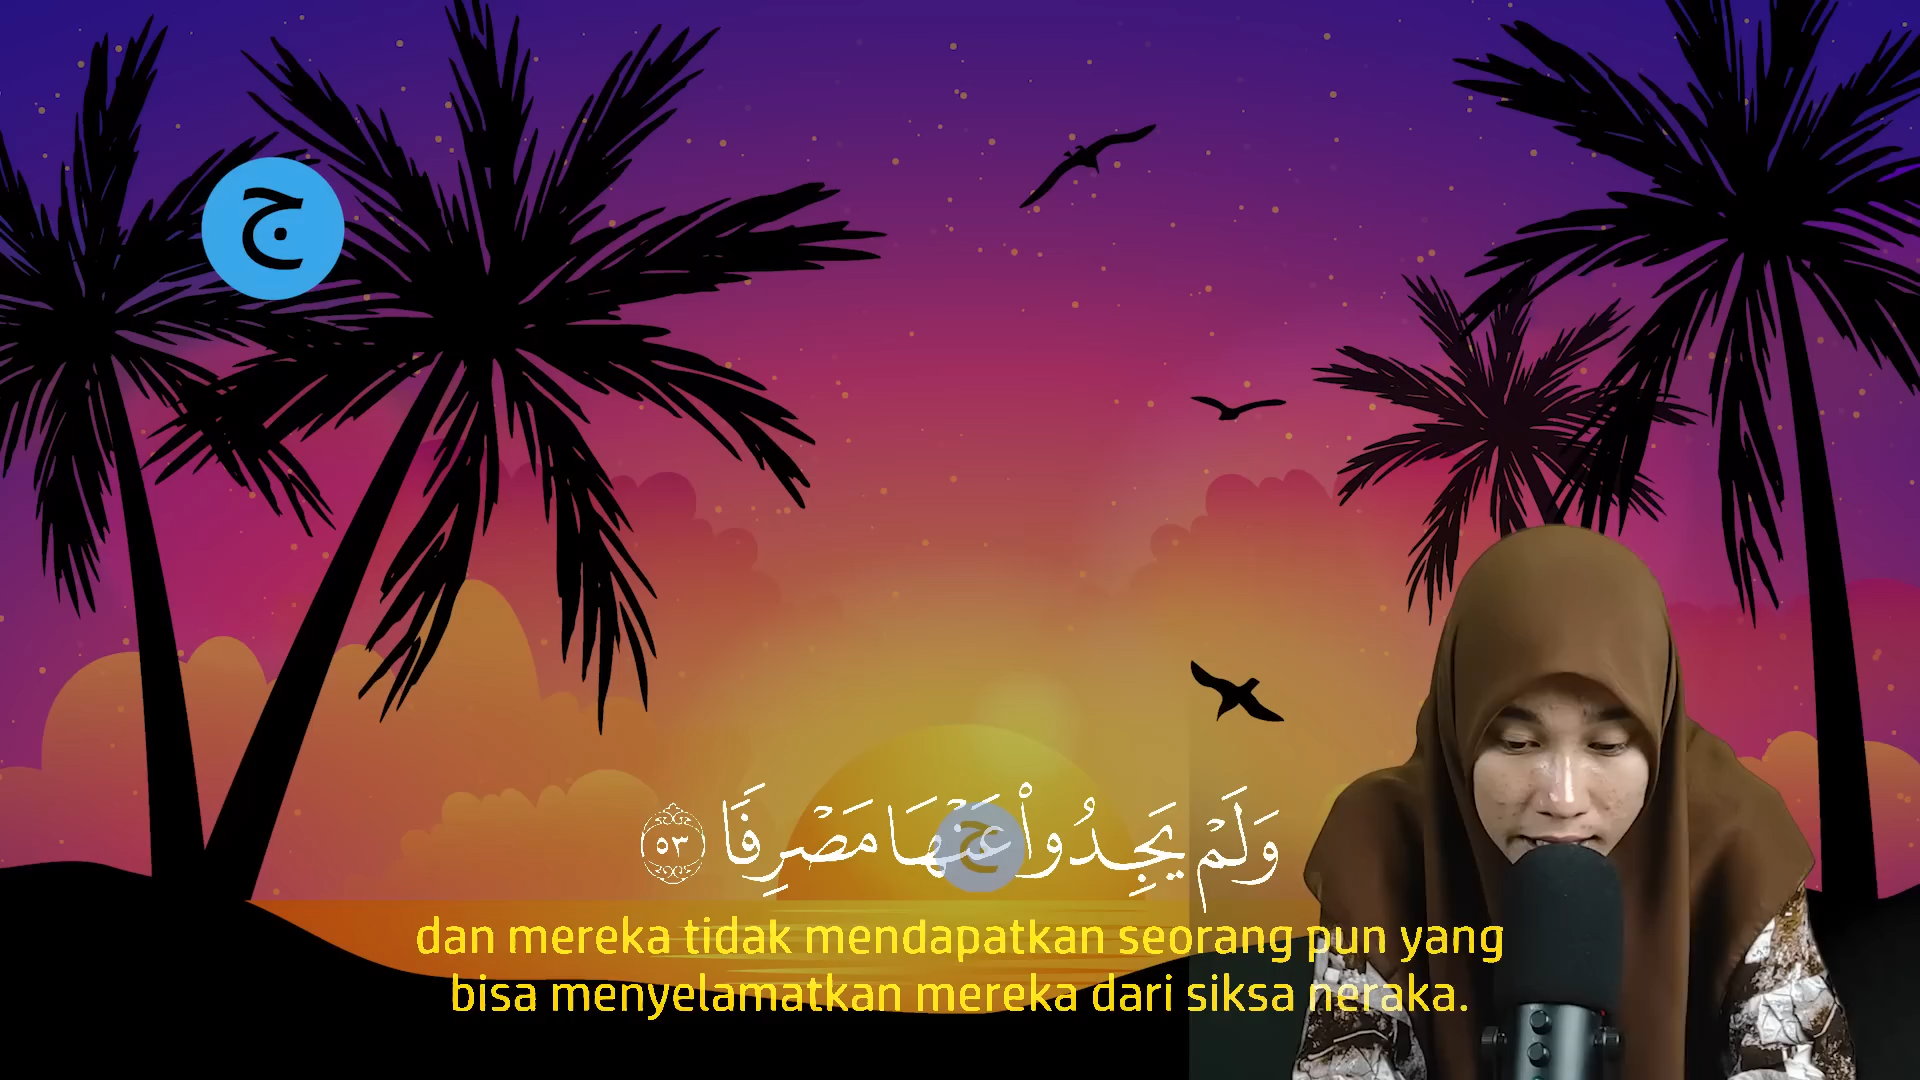 ج
وَلَمْ يَجِدُوا۟ عَنْهَا مَصْرِفًا ٥٣
ج
dan mereka tidak mendapatkan seorang pun yang
bisa menyelamatkan mereka dari siksa neraka.